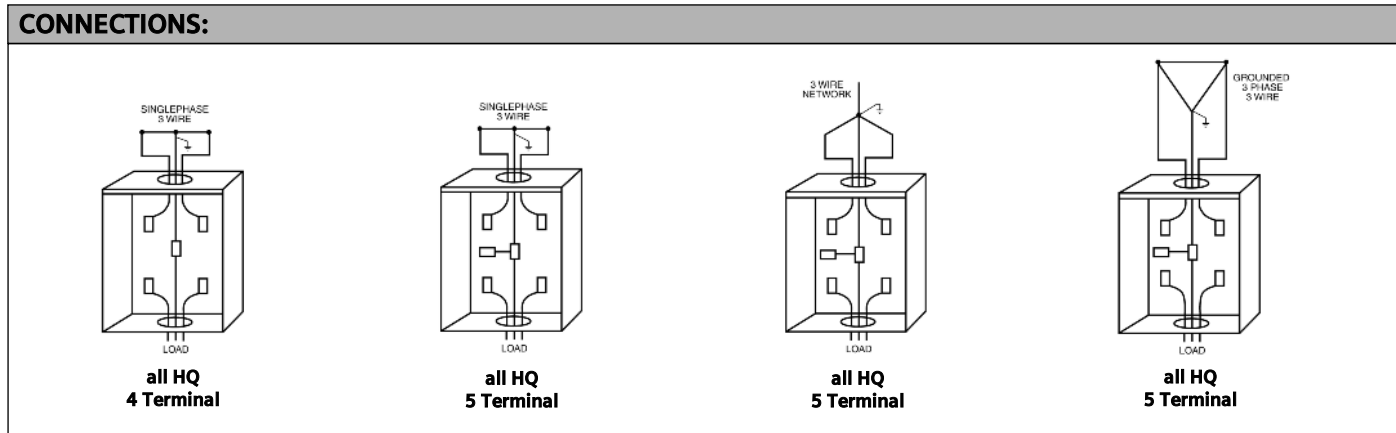 CONNECTIONS:
SINGLEPHASE
3 WIRE
LOAD
all HQ
4 Terminal
SINGLEPHASE
3 WIRE
LOAD
all HQ
5 Terminal
3 WIRE
NETWORK
LOAD
all HQ
5 Terminal
GROUNDED
3 PHASE
3 WIRE
LOAD
all HQ
5 Terminal